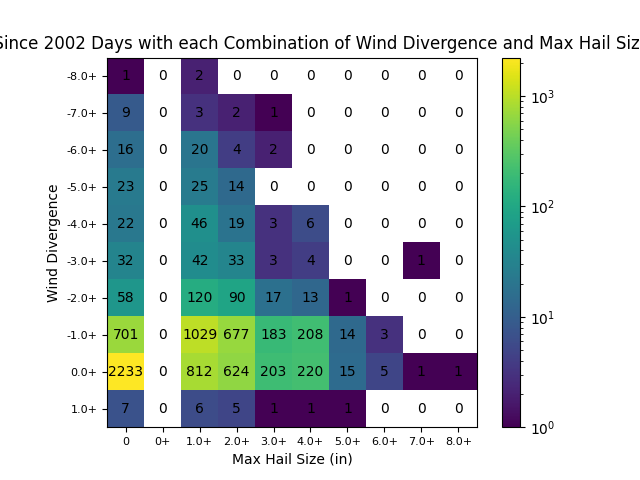 Since 2002 Days with each Combination of Wind Divergence and Max Hail Siz
-8.0+ 1 0 2 0 0 0 0 0 0 0
-7.0+ 9 0 3 2 1 0 0 0 0 0
-6.0+ 16 0 20 4 2 0 0 0 0 0
-5.0+ 23 0 25 14 0 0 0 0 0 0
-4.0+ 22 0 46 19 3 6 0 0 0 0
-3.0+ 32 0 42 33 3 4 0 0 1 0
-2.0+ 58 0 120 90 17 13 1 0 0 0
-1.0+ 701 0 1029 677 183 208 14 3 0 0
0.0+ 2233 0 812 624 203 220 15 5 1 1
1.0+ 7 0 6 5 1 1 1 0 0 0
0 0+ 1.0+ 2.0+ 3.0+ 4.0+ 5.0+ 6.0+ 7.0+ 8.0+
Max Hail Size (in)
Wind Divergence
10³
10²
10¹
10⁰